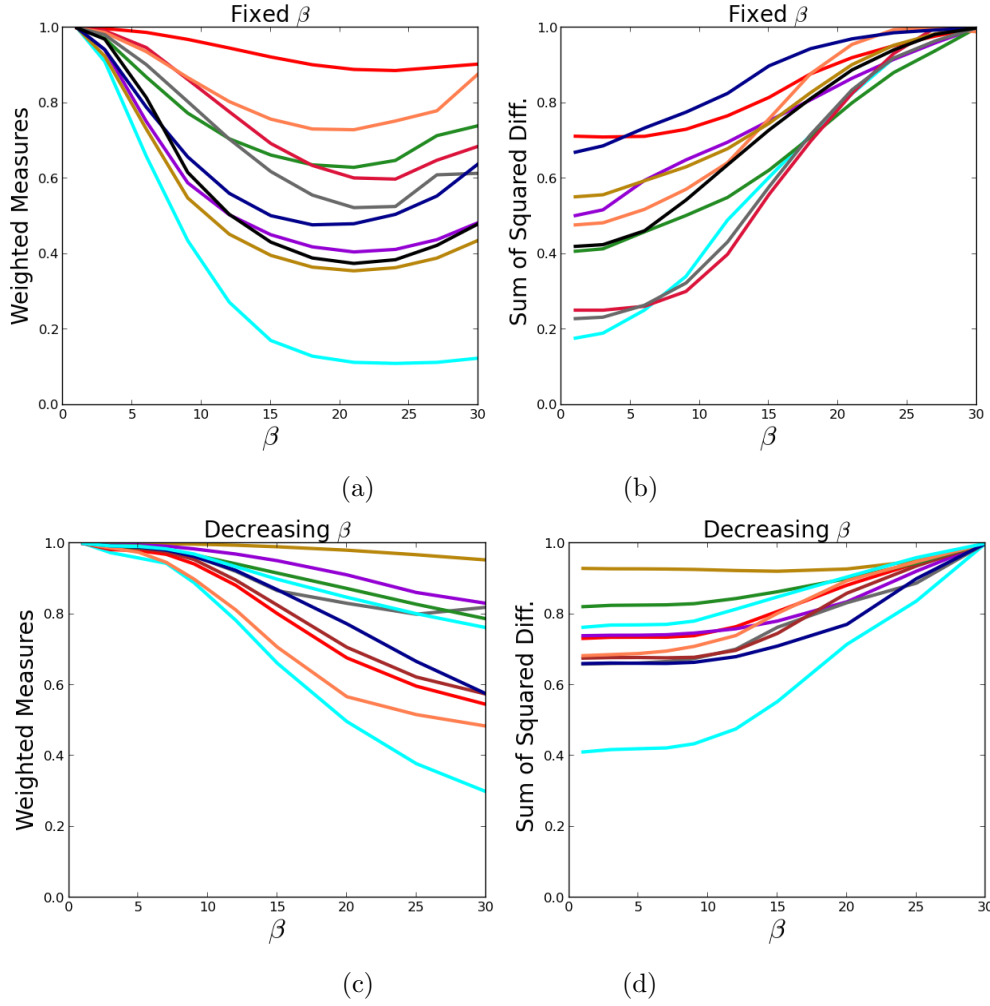 Fixed β
Weighted Measures
1.0
0.8
0.6
0.4
0.2
0.0
0 5 10 15 20 25 30
β
(a)
Fixed β
Sum of Squared Diff.
1.0
0.8
0.6
0.4
0.2
0.0
0 5 10 15 20 25 30
β
(b)
Decreasing β
Weighted Measures
1.0
0.8
0.6
0.4
0.2
0.0
0 5 10 15 20 25 30
β
(c)
Decreasing β
Sum of Squared Diff.
1.0
0.8
0.6
0.4
0.2
0.0
0 5 10 15 20 25 30
β
(d)